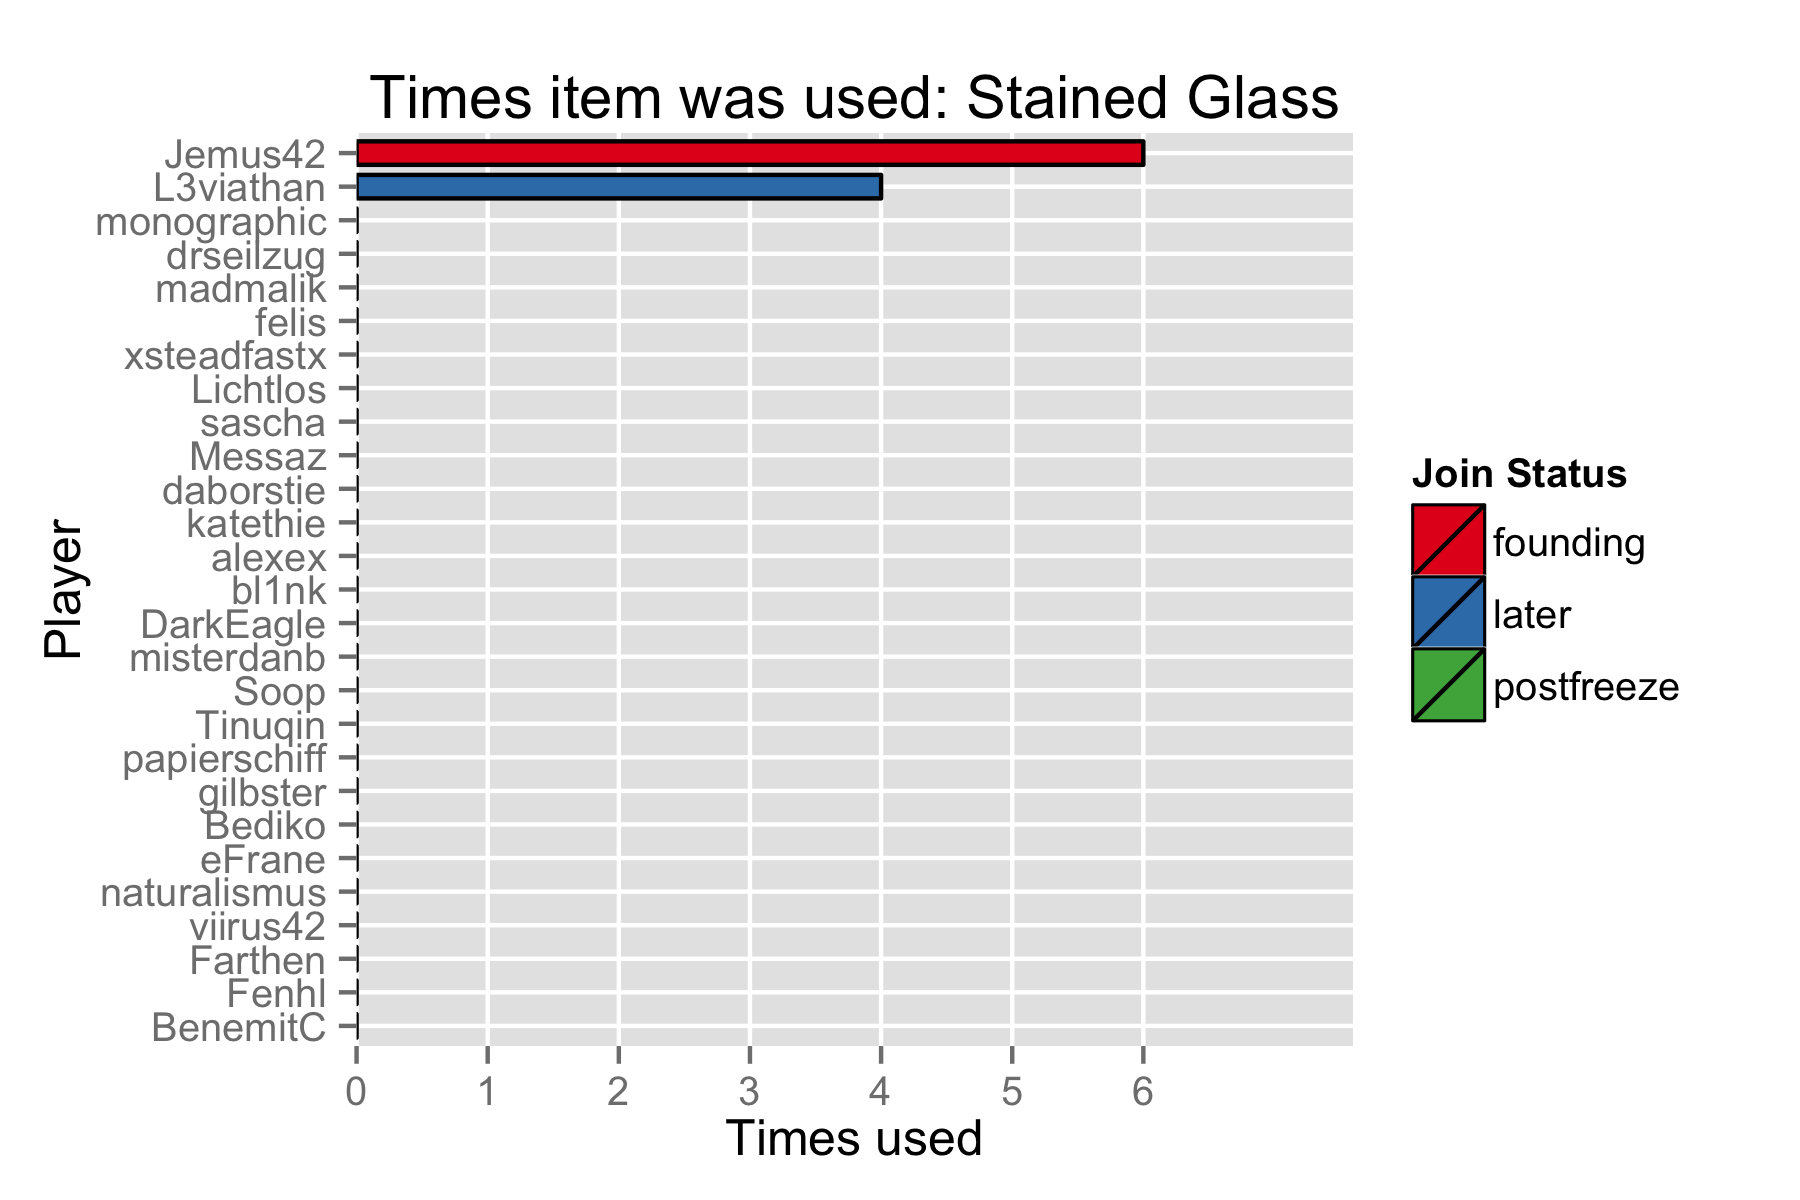 Times item was used: Stained Glass
Jemus42
L3viathan
monographic
drseilzug
madmalik
felis
xsteadfastx
Lichtlos
sascha
Messaz
daborstie
katethie
alexex
bl1nk
DarkEagle
misterdanb
Soop
Tinuqin
papierschiff
gilbster
Bediko
eFrane
naturalismus
viirus42
Farthen
Fenhl
BenemitC
Player
0 1 2 3 4 5 6
Times used
Join Status
founding
later
postfreeze